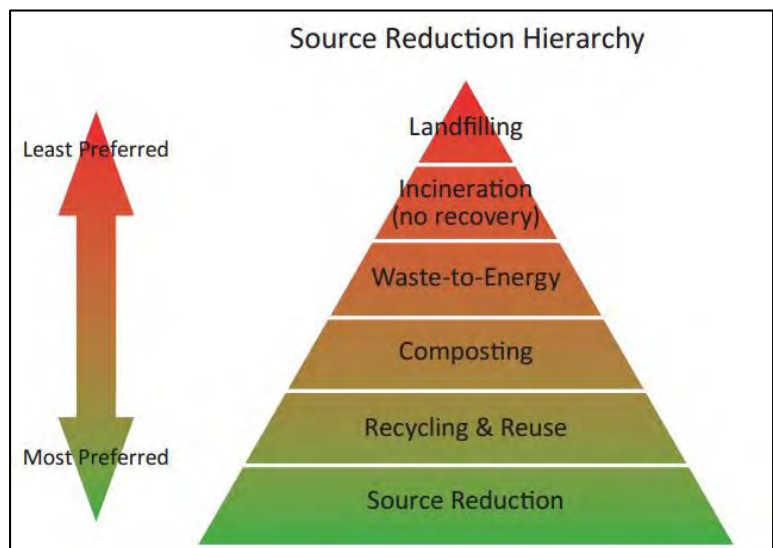 Source Reduction Hierarchy
Least Preferred
Most Preferred
Landfilling
Incineration
(no recovery)
Waste-to-Energy
Composting
Recycling & Reuse
Source Reduction